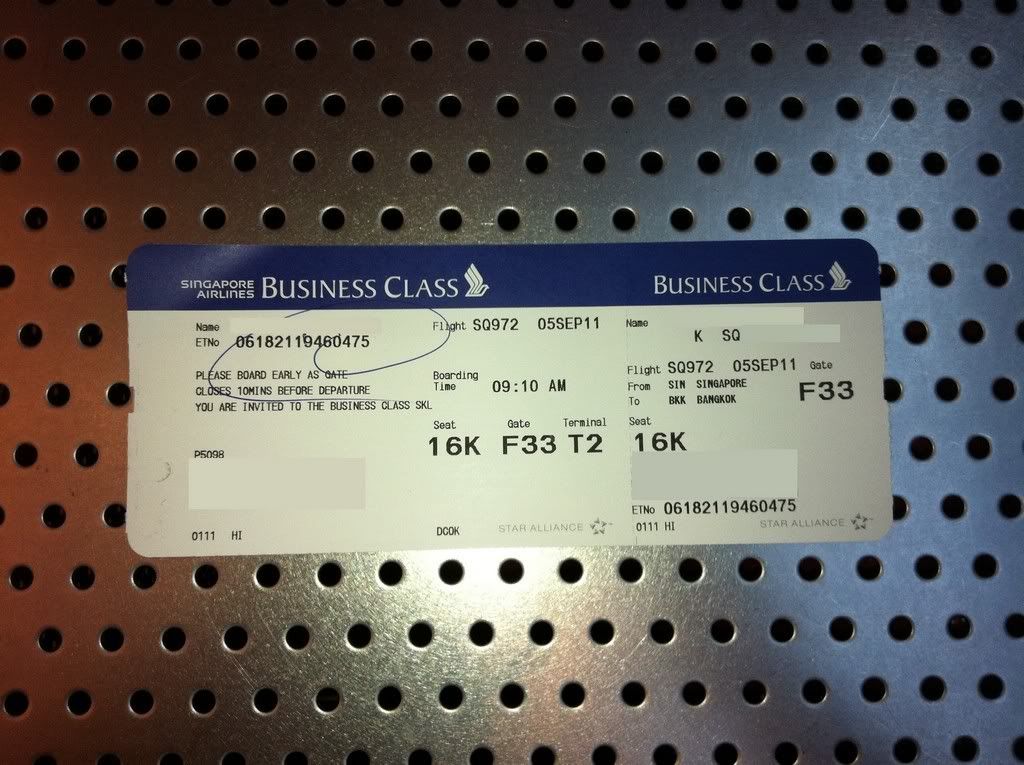 SINGAPORE AIRLINES BUSINESS CLASS
Name
ETNo 06182119460475
PLEASE BOARD EARLY AS GATE
CLOSES 10MINS BEFORE DEPARTURE
YOU ARE INVITED TO THE BUSINESS CLASS SKL
P5098
0111 HI
Flight SQ972 05SEP11
Boarding Time 09:10 AM
Seat Gate Terminal
16K F33 T2
DCOK STAR ALLIANCE
BUSINESS CLASS
Name
K SQ
Flight SQ972 05SEP11 Gate
From SIN SINGAPORE F33
To BKK BANGKOK
Seat
16K
ETNo 06182119460475
0111 HI STAR ALLIANCE